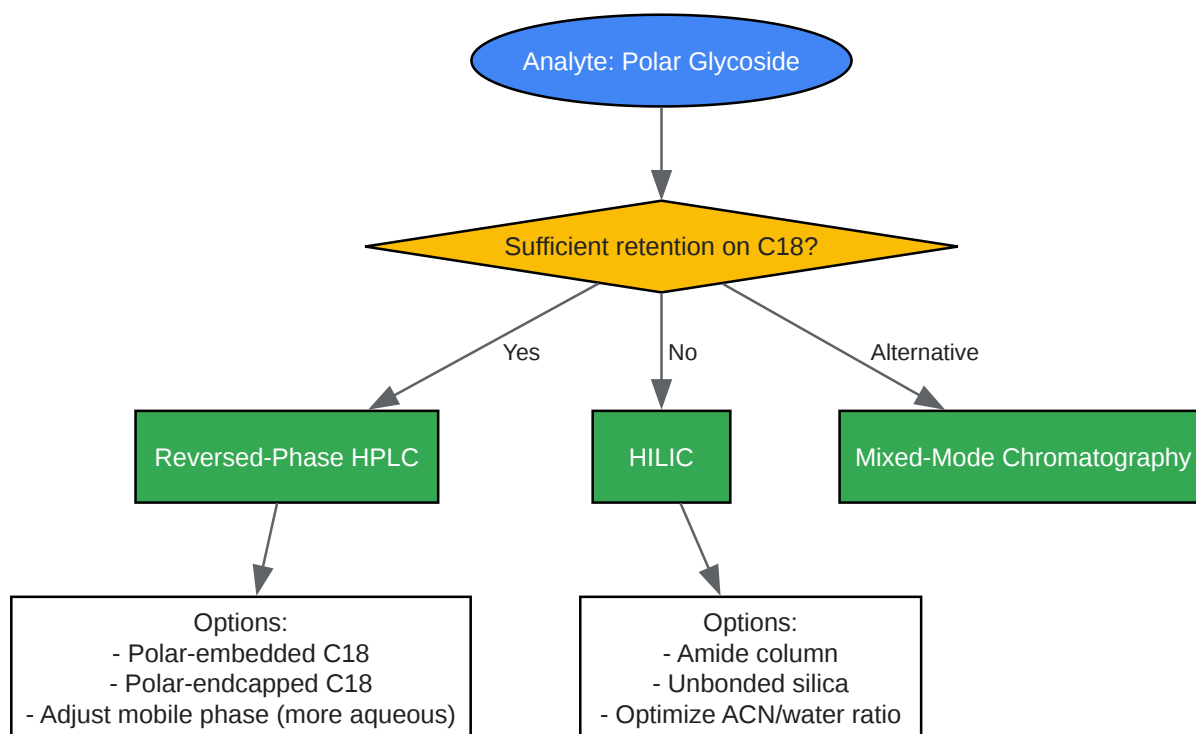 Analyte: Polar Glycoside
Sufficient retention on C18?
Yes
No
Alternative
Reversed-Phase HPLC
HILIC
Mixed-Mode Chromatography
Options:
- Polar-embedded C18
- Polar-endcapped C18
- Adjust mobile phase (more aqueous)
Options:
- Amide column
- Unbonded silica
- Optimize ACN/water ratio